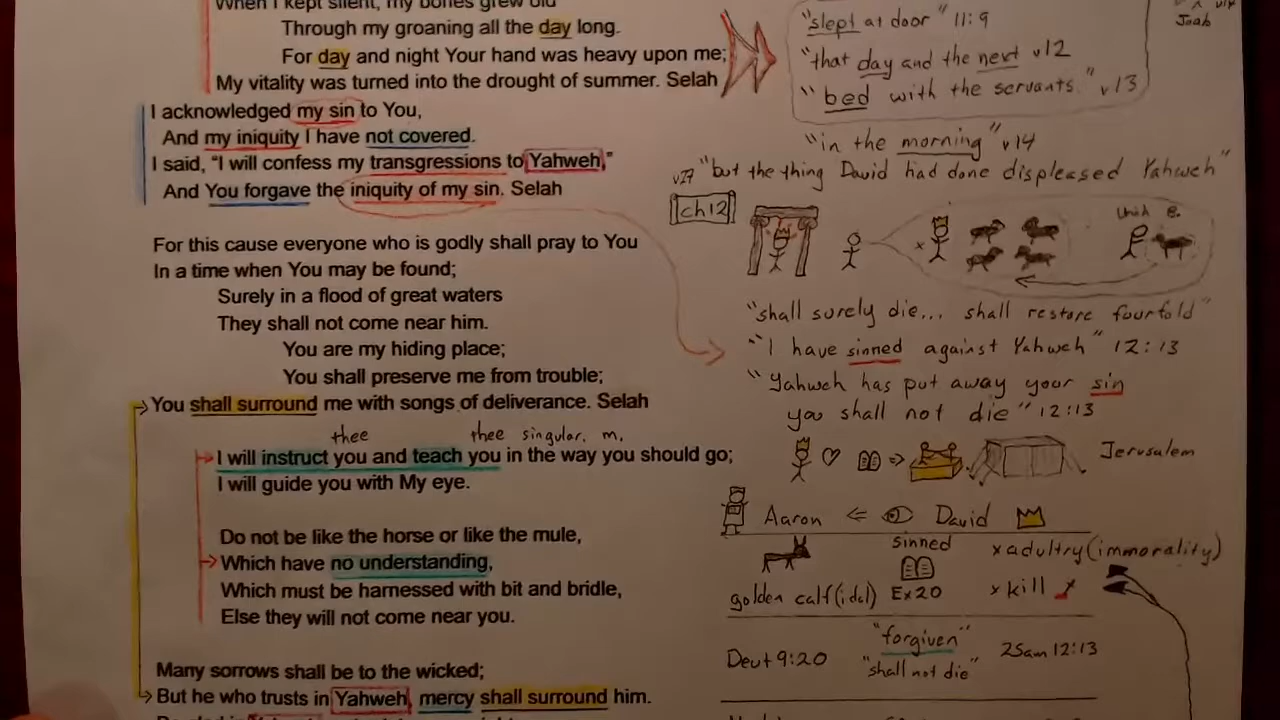 When I kept silent, my bones grew old
Through my groaning all the day long.
For day and night Your hand was heavy upon me;
My vitality was turned into the drought of summer. Selah
I acknowledged my sin to You,
And my iniquity I have not covered.
I said, “I will confess my transgressions to Yahweh,”
And You forgave the iniquity of my sin. Selah
For this cause everyone who is godly shall pray to You
In a time when You may be found;
Surely in a flood of great waters
They shall not come near him.
You are my hiding place;
You shall preserve me from trouble;
You shall surround me with songs of deliverance. Selah
thee thee singular. m.
I will instruct you and teach you in the way you should go;
I will guide you with My eye.
Do not be like the horse or like the mule,
Which have no understanding,
Which must be harnessed with bit and bridle,
Else they will not come near you.
Many sorrows shall be to the wicked;
But he who trusts in Yahweh, mercy shall surround him.
Joab
"slept at door" 11:9
"that day and the next v12
"bed with the servants." v13
"in the morning" v14
v27 "but the thing David had done displeased Yahweh"
ch12
Uriah
"shall surely die... shall restore fourfold"
"I have sinned against Yahweh" 12:13
"Yahweh has put away your sin
you shall not die" 12:13
Jerusalem
Aaron David
sinned x adultry (immorality)
golden calf (idol) Ex20 x kill
"forgiven"
Deut 9:20 "shall not die" 2Sam 12:13